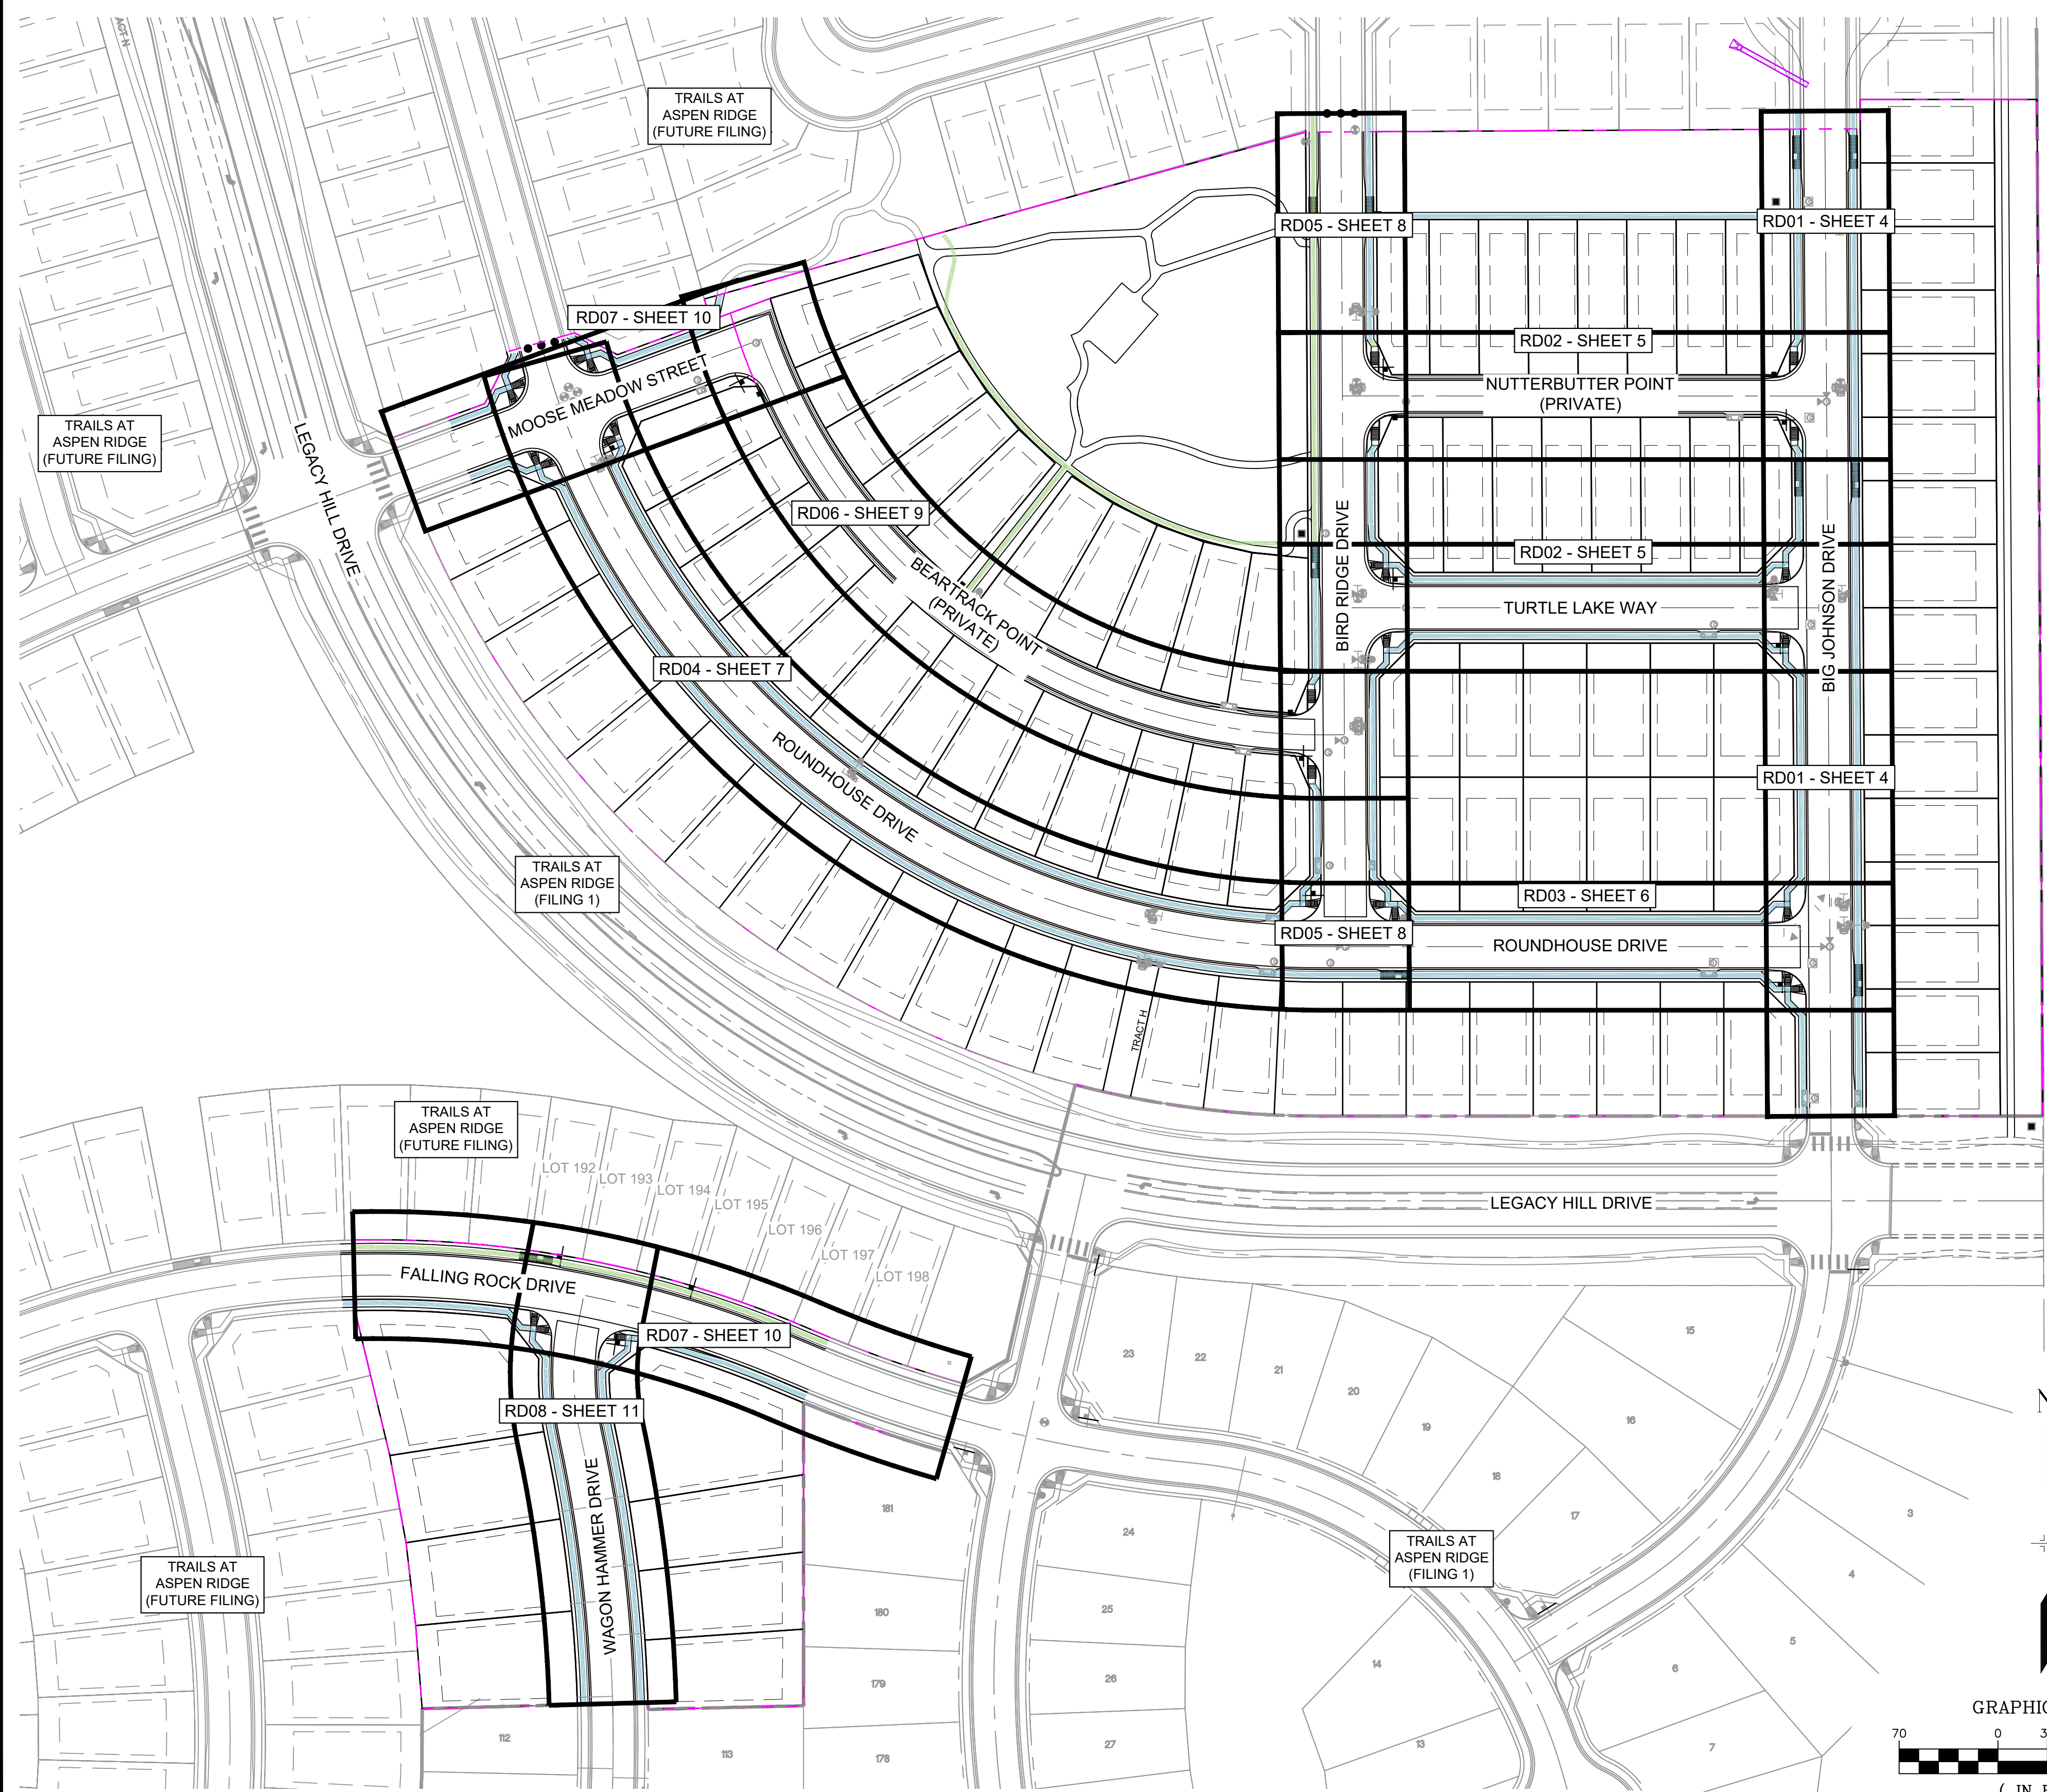 TRACT N
TRAILS AT
ASPEN RIDGE
(FUTURE FILING)
RD05 - SHEET 8
RD01 - SHEET 4
RD07 - SHEET 10
RD02 - SHEET 5
MOOSE MEADOW STREET
NUTTERBUTTER POINT
(PRIVATE)
TRAILS AT
ASPEN RIDGE
(FUTURE FILING)
LEGACY HILL DRIVE
RD06 - SHEET 9
BIRD RIDGE DRIVE
RD02 - SHEET 5
BIG JOHNSON DRIVE
BEARTRACK POINT
(PRIVATE)
TURTLE LAKE WAY
RD04 - SHEET 7
ROUNDHOUSE DRIVE
RD01 - SHEET 4
TRAILS AT
ASPEN RIDGE
(FILING 1)
RD03 - SHEET 6
RD05 - SHEET 8
ROUNDHOUSE DRIVE
TRACT H
TRAILS AT
ASPEN RIDGE
(FUTURE FILING)
LOT 192
LOT 193
LOT 194
LOT 195
LOT 196
LOT 197
LOT 198
LEGACY HILL DRIVE
FALLING ROCK DRIVE
RD07 - SHEET 10
RD08 - SHEET 11
WAGON HAMMER DRIVE
23
22
21
20
19
18
17
16
15
181
24
3
TRAILS AT
ASPEN RIDGE
(FILING 1)
TRAILS AT
ASPEN RIDGE
(FUTURE FILING)
4
180
25
5
179
26
14
6
112
113
178
27
13
7
N
GRAPHIC
70
0
3
( IN F